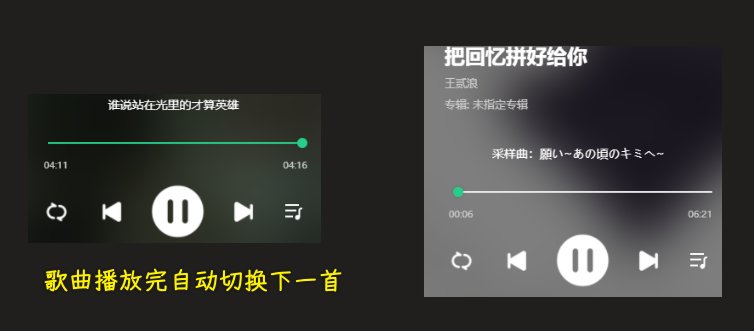 谁说站在光里的才算英雄
04:11
04:16
歌曲播放完自动切换下一首
把回忆拼好给你
王贰浪
专辑: 未指定专辑
采样曲：願い~あの頃のキミへ~
00:06
06:21